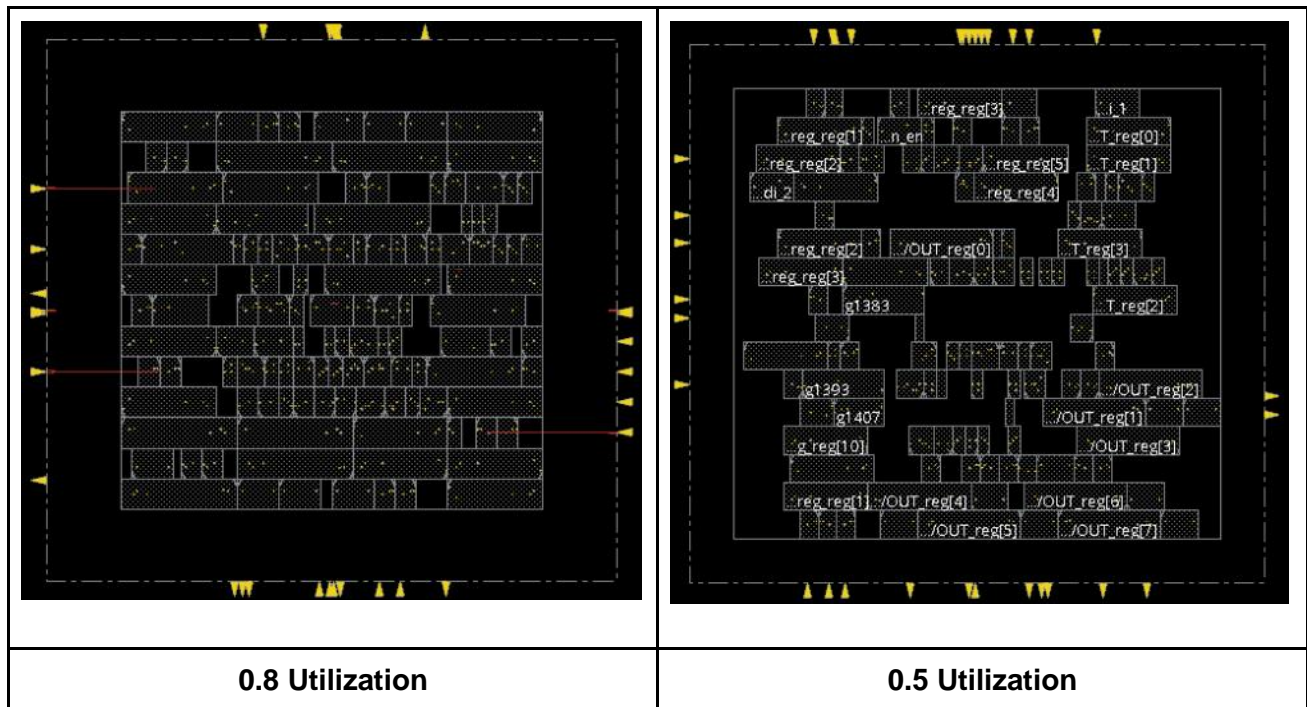 ..reg_reg[3]
..i_1
..reg_reg[1]
..n_en
T_reg[0]
..reg_reg[2]
..reg_reg[5]
..T_reg[1]
...di_2
..reg_reg[4]
reg_reg[2]
../OUT_reg[0]
..T_reg[3]
..reg_reg[3]
g1383
T_reg[2]
g1393
..:/OUT_reg[2]
g1407
.../OUT_reg[1]
g_reg[10]
../OUT_reg[3]
..reg_reg[1]
..:/OUT_reg[4]
../OUT_reg[6]
.../OUT_reg[5]
.../OUT_reg[7]
0.8 Utilization
0.5 Utilization